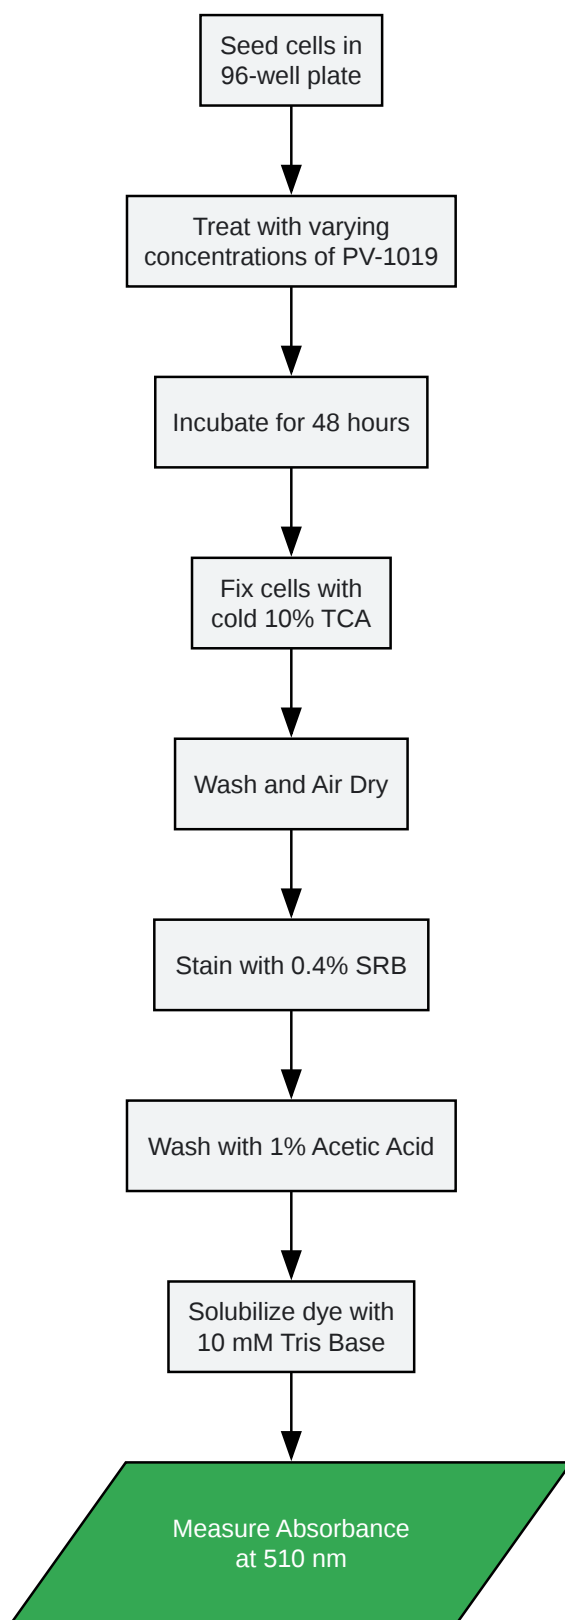 Seed cells in
96-well plate
Treat with varying
concentrations of PV-1019
Incubate for 48 hours
Fix cells with
cold 10% TCA
Wash and Air Dry
Stain with 0.4% SRB
Wash with 1% Acetic Acid
Solubilize dye with
10 mM Tris Base
Measure Absorbance
at 510 nm